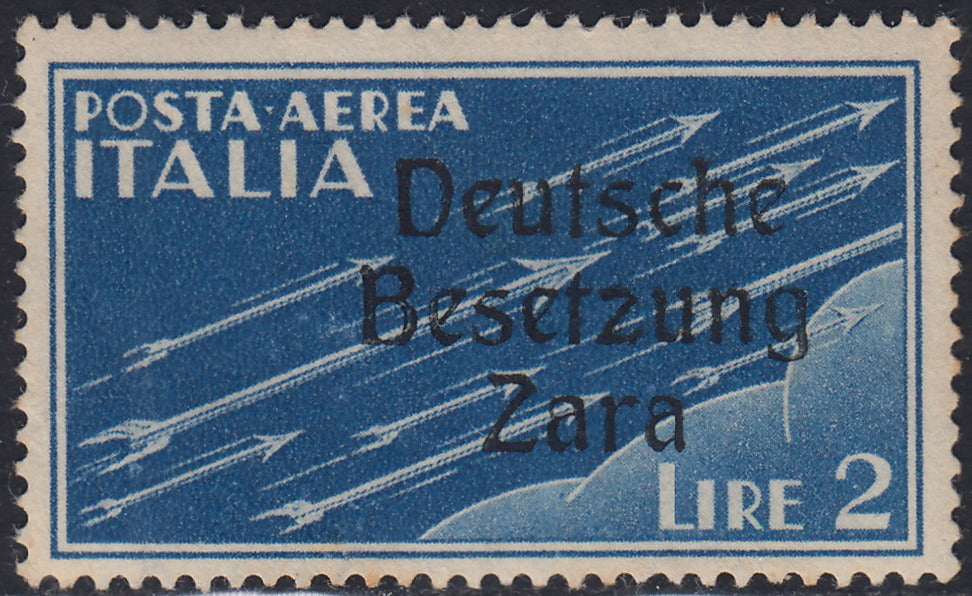 POSTA·AEREA
ITALIA
Deutsche
Besetzung
Zara
LIRE 2